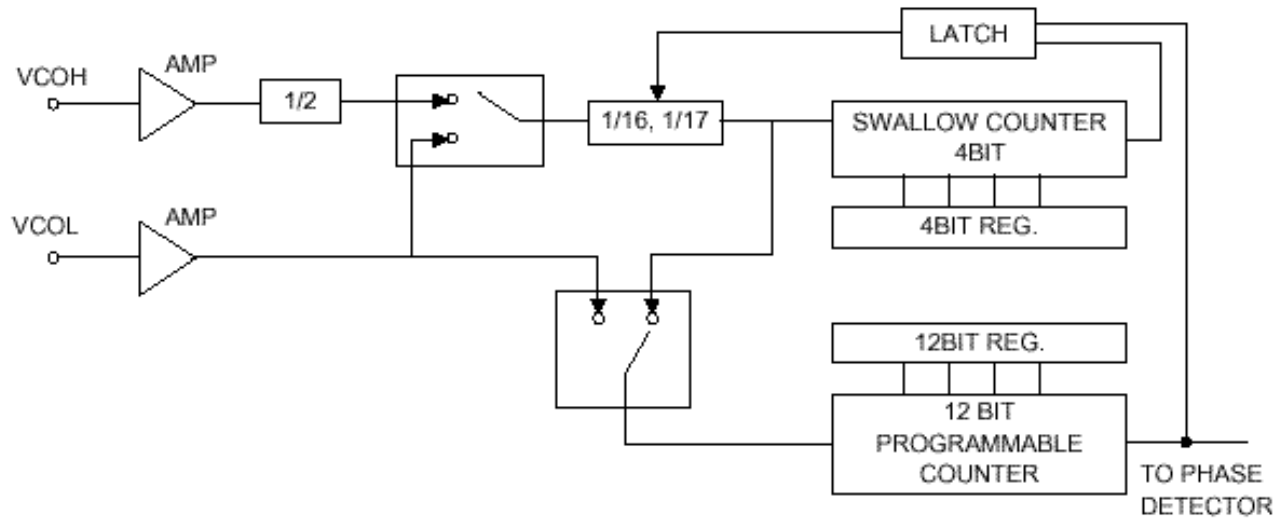 LATCH
VCOH
AMP
1/2
1/16, 1/17
SWALLOW COUNTER
4BIT
4BIT REG.
VCOL
AMP
12BIT REG.
12 BIT
PROGRAMMABLE
COUNTER
TO PHASE
DETECTOR